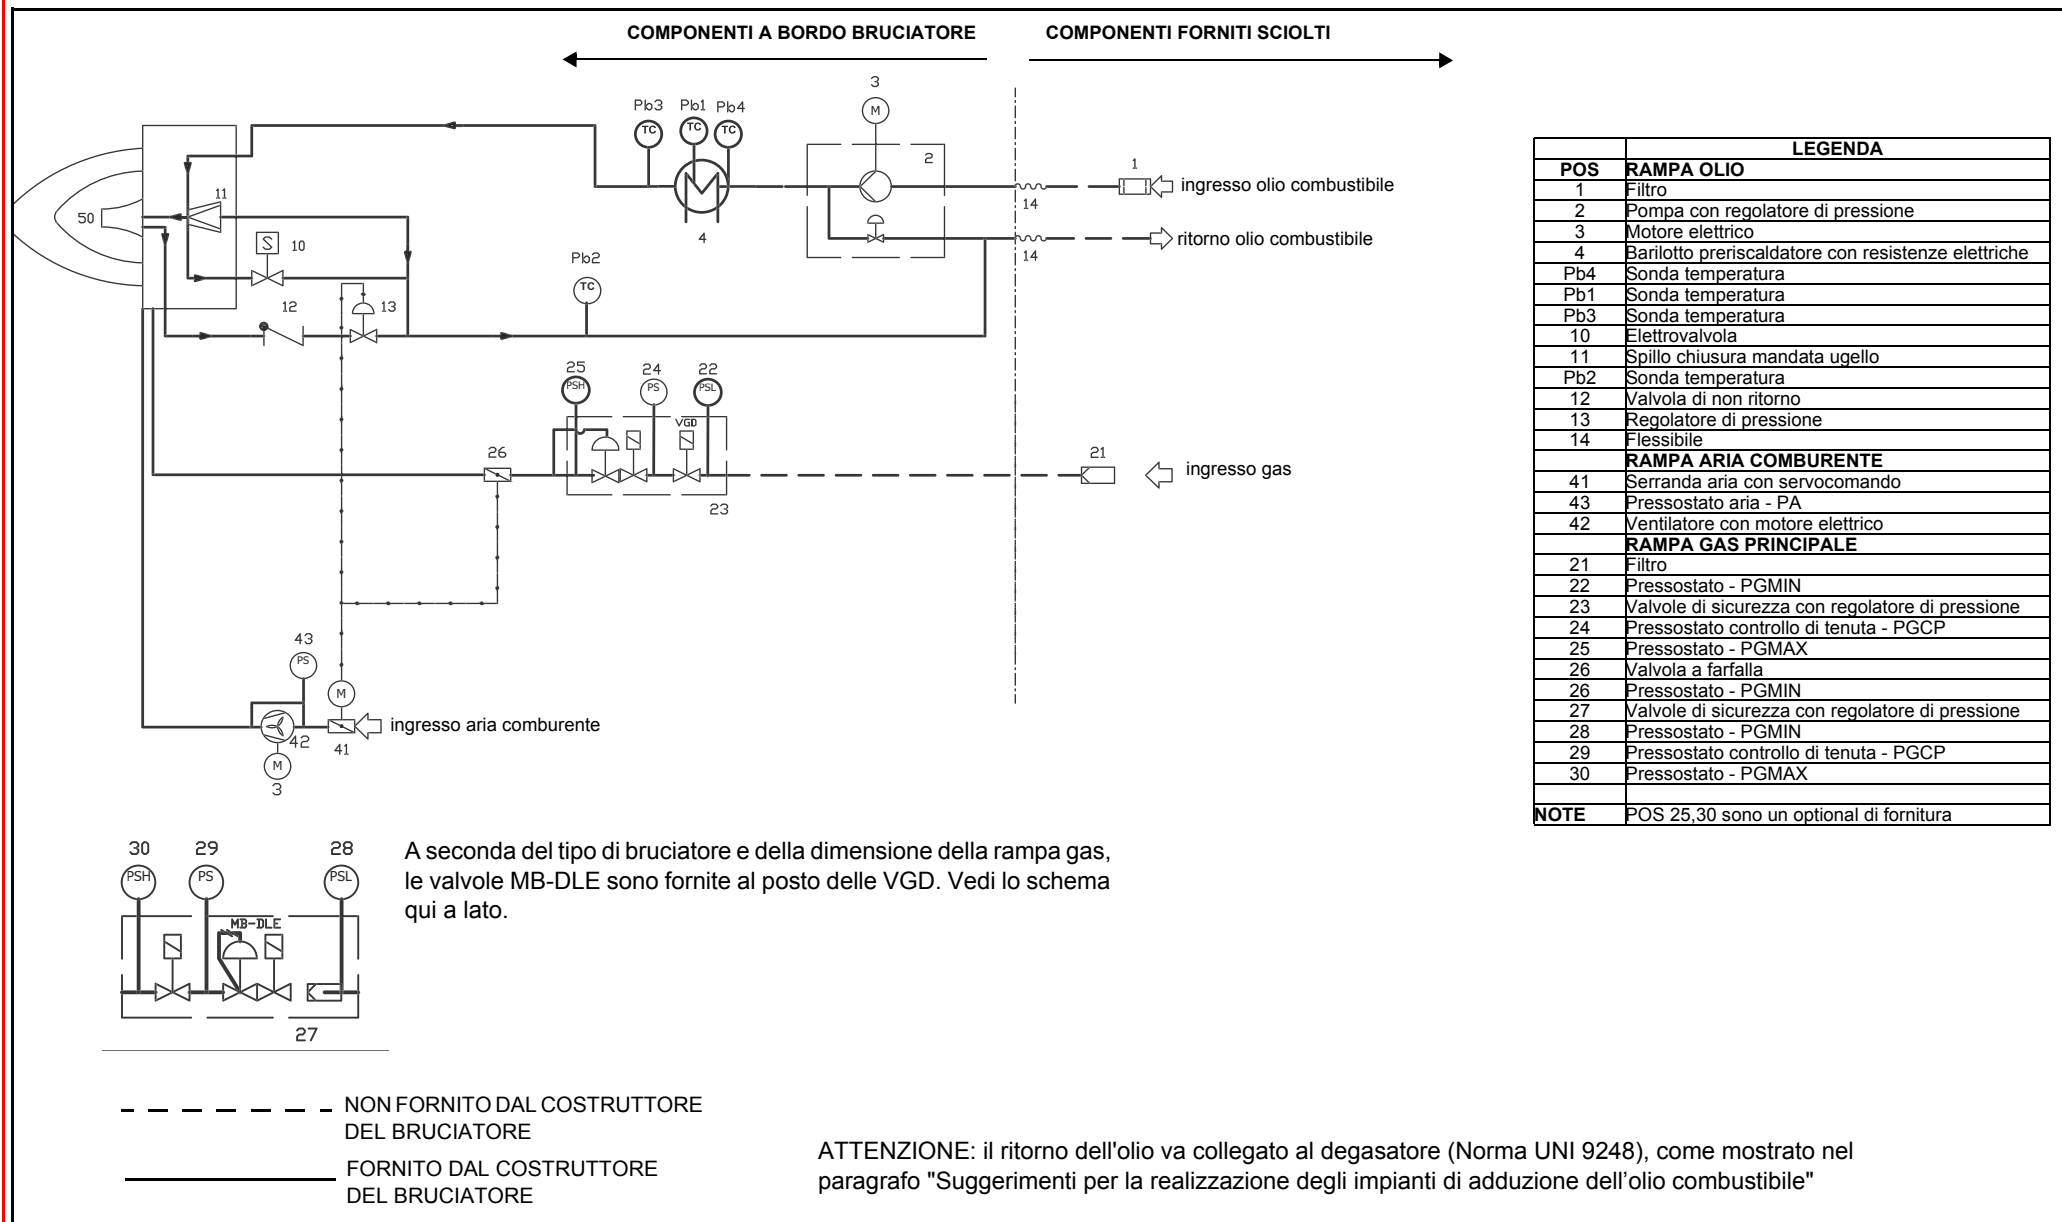 COMPONENTI A BORDO BRUCIATORE
COMPONENTI FORNITI SCIOLTI
3
M
Pb3
Pb1
Pb4
TC
TC
TC
2
1
ingresso olio combustibile
14
4
ritorno olio combustibile
14
11
50
S
10
Pb2
TC
12
13
25
24
22
PSH
PS
PSL
VGD
26
21
ingresso gas
23
43
PS
M
ingresso aria comburente
42
41
M
3
LEGENDA
POS RAMPA OLIO
1 Filtro
2 Pompa con regolatore di pressione
3 Motore elettrico
4 Barilotto preriscaldatore con resistenze elettriche
Pb4 Sonda temperatura
Pb1 Sonda temperatura
Pb3 Sonda temperatura
10 Elettrovalvola
11 Spillo chiusura mandata ugello
Pb2 Sonda temperatura
12 Valvola di non ritorno
13 Regolatore di pressione
14 Flessibile
RAMPA ARIA COMBURENTE
41 Serranda aria con servocomando
43 Pressostato aria - PA
42 Ventilatore con motore elettrico
RAMPA GAS PRINCIPALE
21 Filtro
22 Pressostato - PGMIN
23 Valvole di sicurezza con regolatore di pressione
24 Pressostato controllo di tenuta - PGCP
25 Pressostato - PGMAX
26 Valvola a farfalla
26 Pressostato - PGMIN
27 Valvole di sicurezza con regolatore di pressione
28 Pressostato - PGMIN
29 Pressostato controllo di tenuta - PGCP
30 Pressostato - PGMAX
NOTE POS 25,30 sono un optional di fornitura
30
29
28
PSH
PS
PSL
MB-DLE
27
A seconda del tipo di bruciatore e della dimensione della rampa gas,
le valvole MB-DLE sono fornite al posto delle VGD. Vedi lo schema
qui a lato.
NON FORNITO DAL COSTRUTTORE
DEL BRUCIATORE
FORNITO DAL COSTRUTTORE
DEL BRUCIATORE
ATTENZIONE: il ritorno dell'olio va collegato al degasatore (Norma UNI 9248), come mostrato nel
paragrafo "Suggerimenti per la realizzazione degli impianti di adduzione dell’olio combustibile"